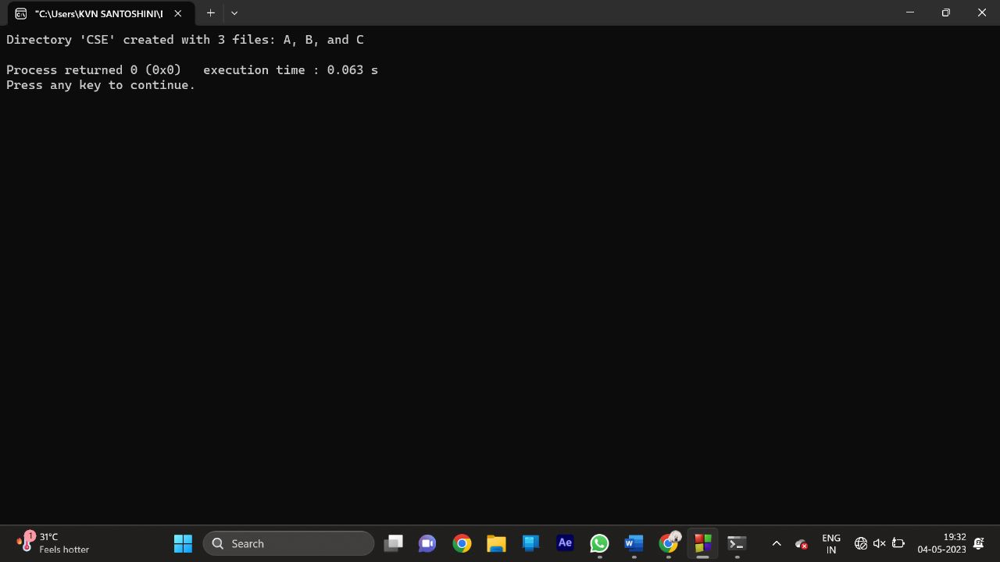 "C:\Users\KVN SANTOSHINI\I
Directory 'CSE' created with 3 files: A, B, and C
Process returned 0 (0x0)   execution time : 0.063 s
Press any key to continue.
1
31°C
Feels hotter
Search
Ae
W
ENG
IN
19:32
04-05-2023